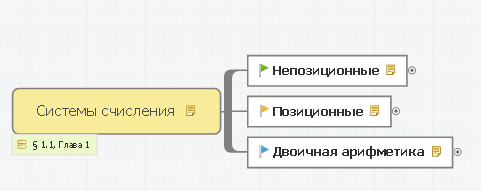 Непозиционные
Системы счисления
Позиционные
§ 1.1, Глава 1
Двоичная арифметика